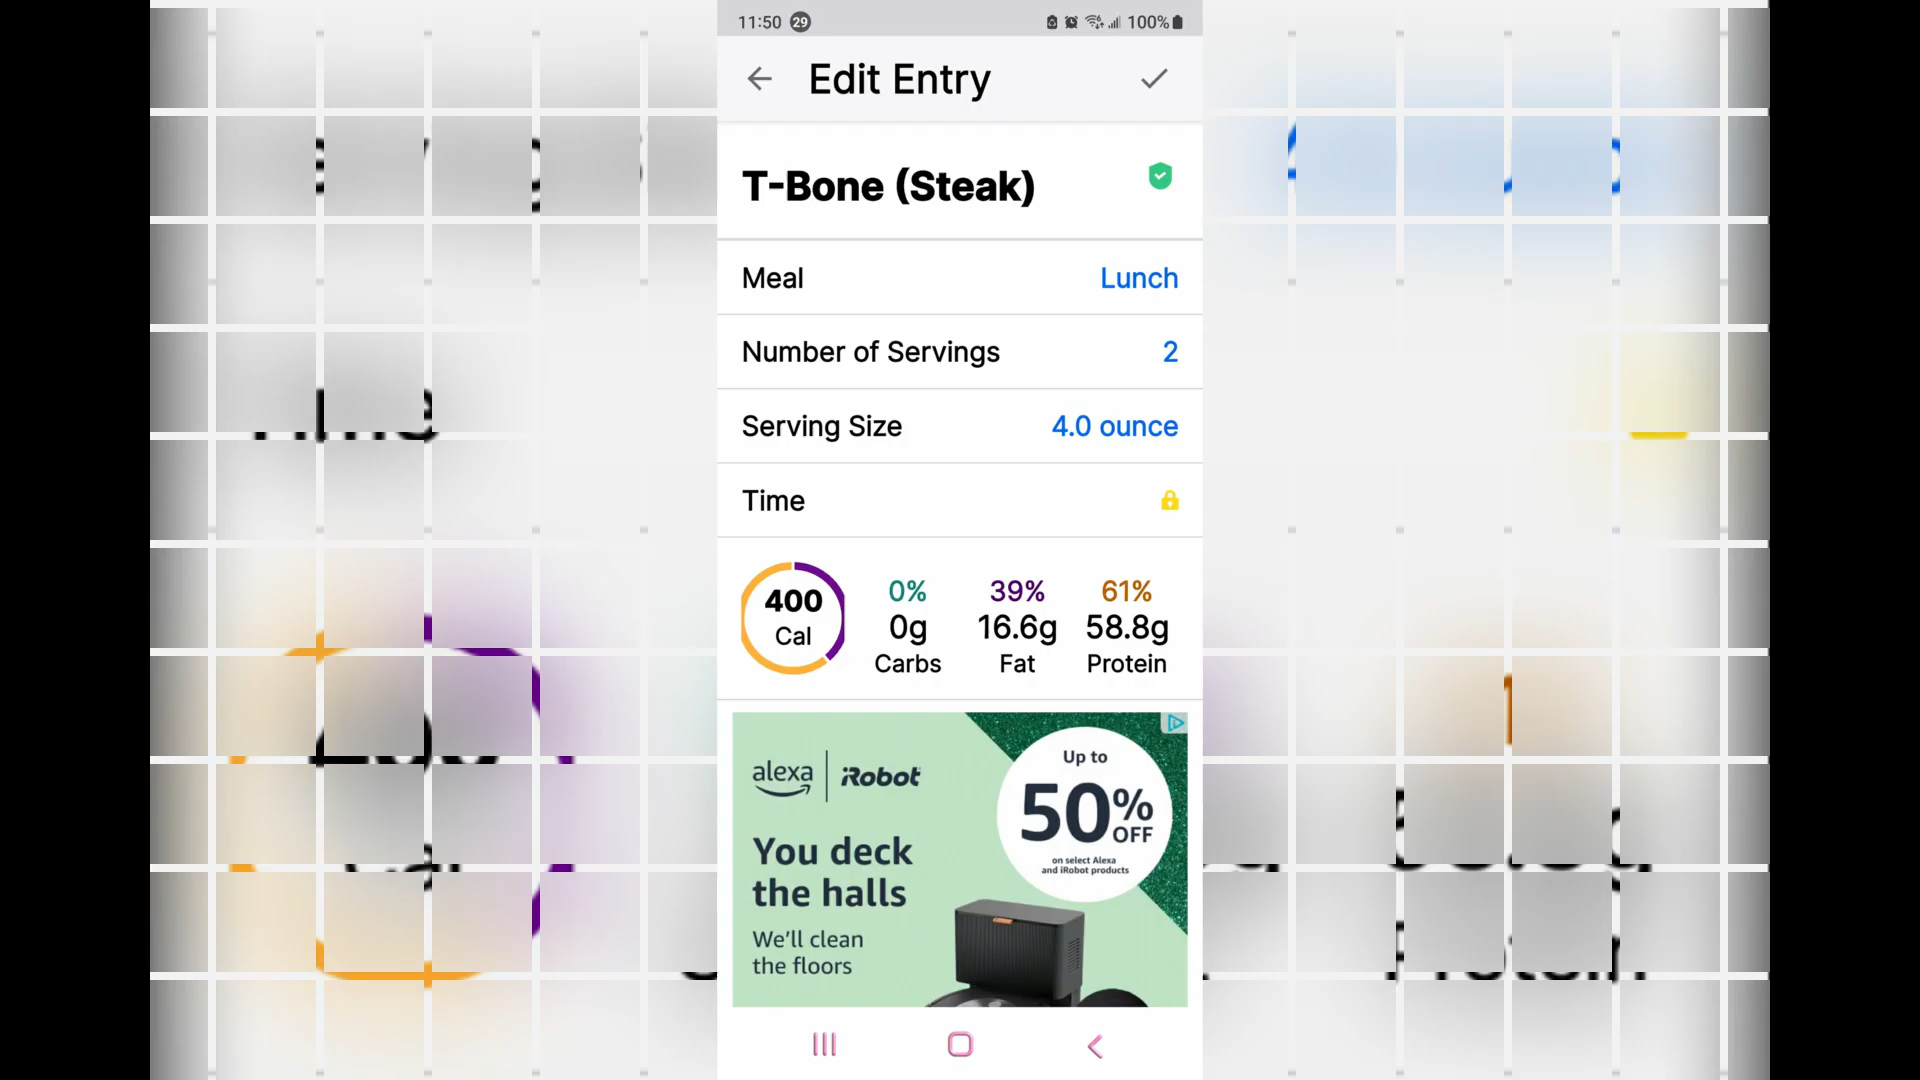 11:50 29 100%
Edit Entry
T-Bone (Steak)
Meal Lunch
Number of Servings 2
Serving Size 4.0 ounce
Time
400
Cal
0% 39% 61%
0g 16.6g 58.8g
Carbs Fat Protein
alexa iRobot
Up to
50% OFF
on select Alexa
and iRobot products
You deck
the halls
We'll clean
the floors